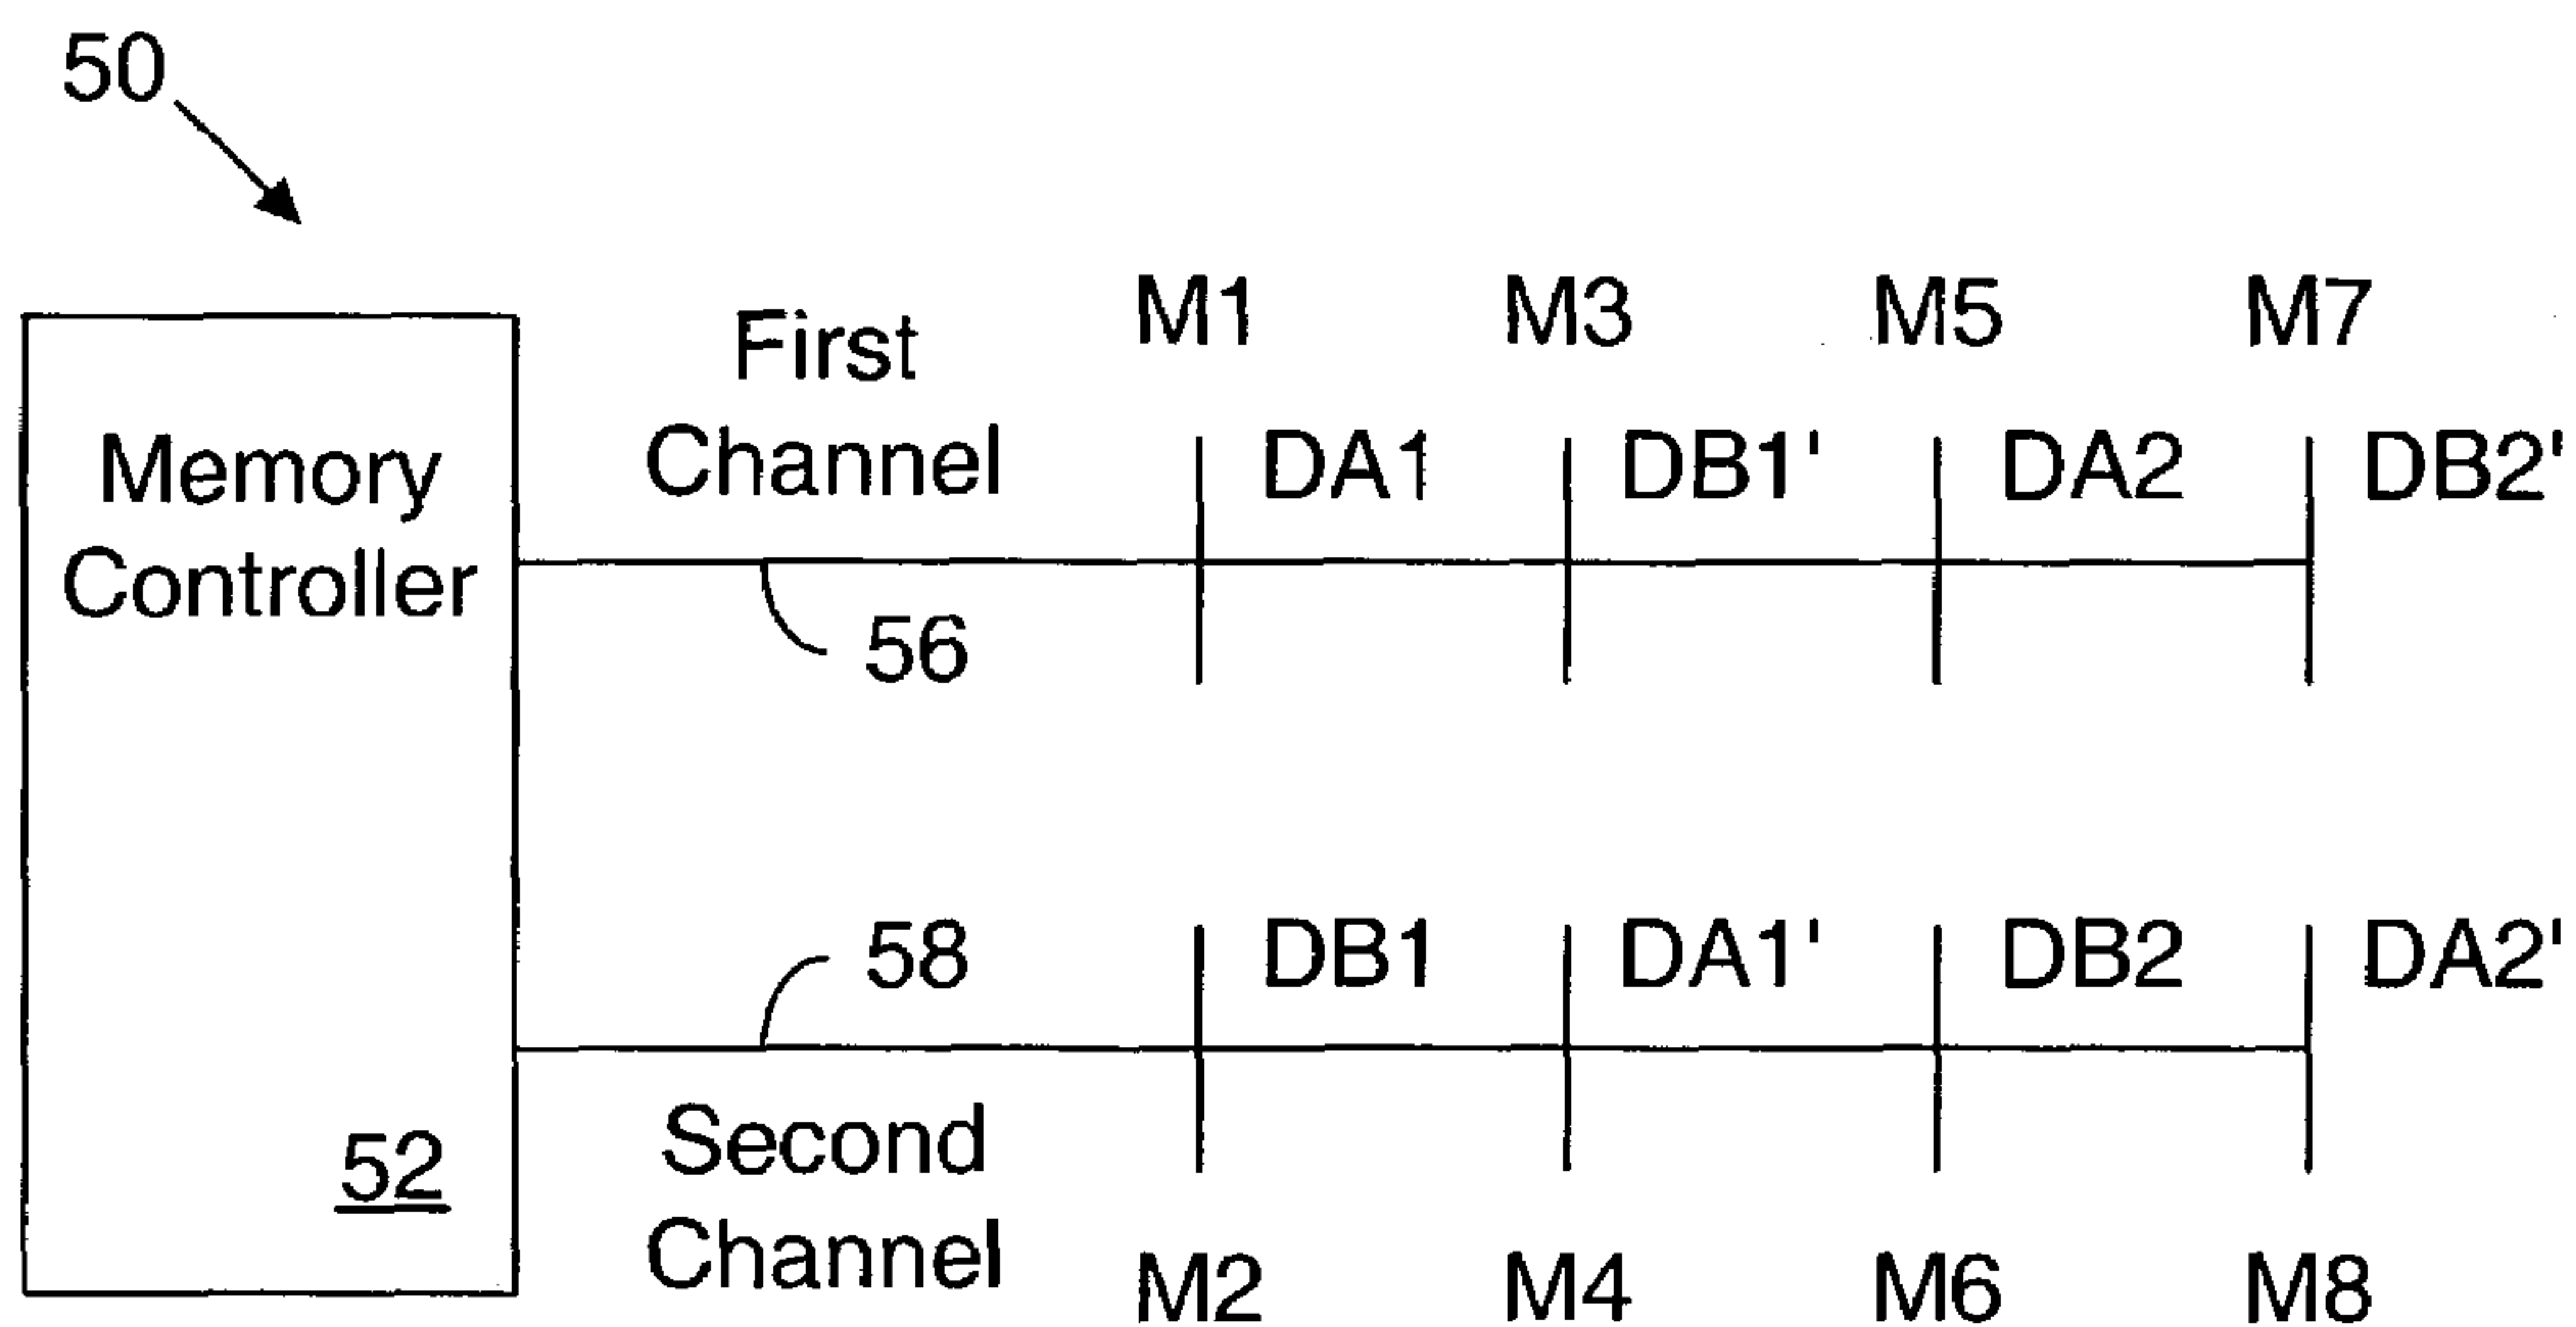 50
M1 M3 M5 M7
First
Channel
DA1 DB1' DA2 DB2'
Memory
Controller
56
58
DB1 DA1' DB2 DA2'
52
Second
Channel
M2 M4 M6 M8